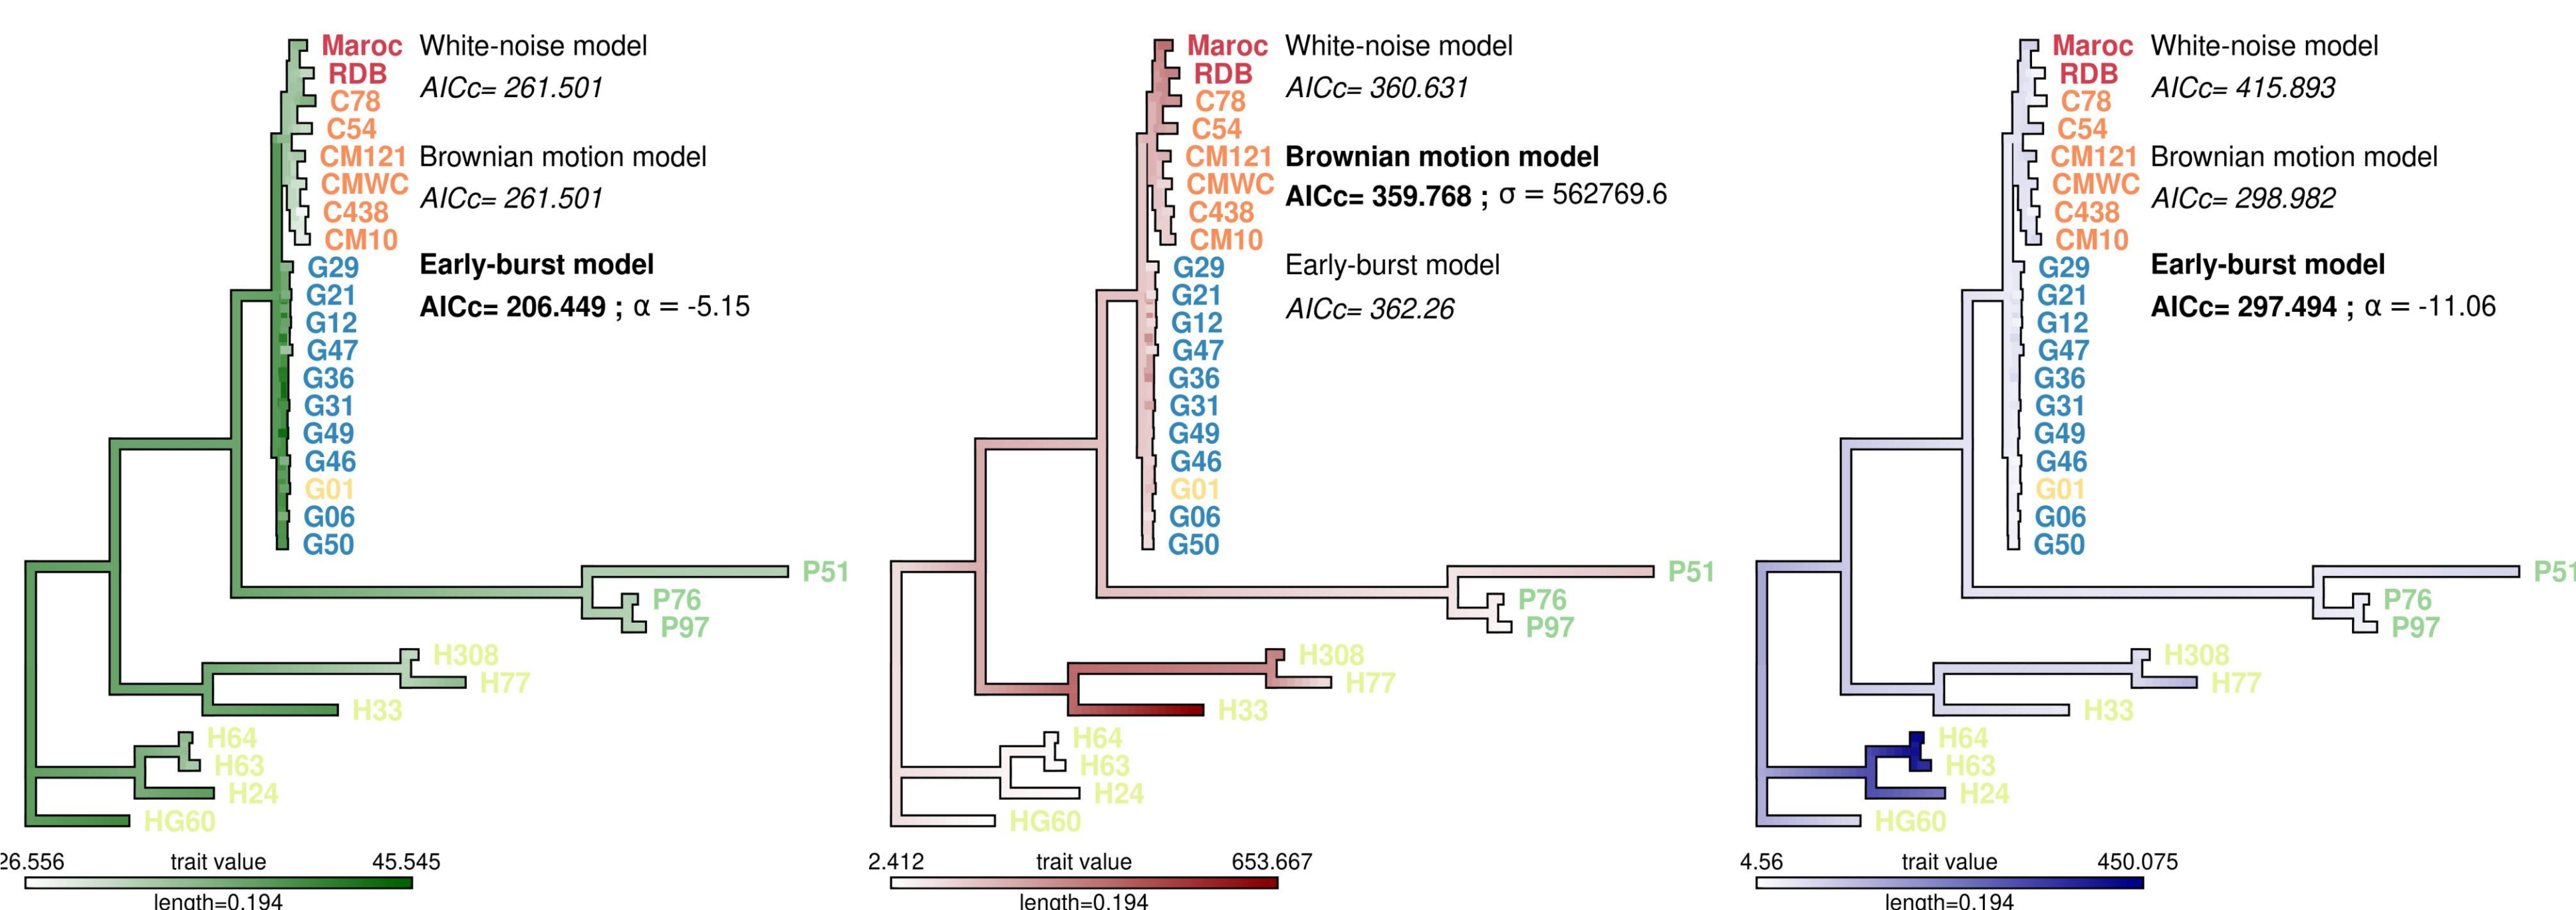 Maroc
RDB
C78
C54
CM121
CMWC
C438
CM10
G29
G21
G12
G47
G36
G31
G49
G46
G01
G06
G50
P51
P76
P97
H308
H77
H33
H64
H63
H24
HG60
White-noise model
AICc= 261.501
Brownian motion model
AICc= 261.501
Early-burst model
AICc= 206.449 ; α = -5.15
26.556 trait value 45.545
length=0.194
Maroc
RDB
C78
C54
CM121
CMWC
C438
CM10
G29
G21
G12
G47
G36
G31
G49
G46
G01
G06
G50
P51
P76
P97
H308
H77
H33
H64
H63
H24
HG60
White-noise model
AICc= 360.631
Brownian motion model
AICc= 359.768 ; σ = 562769.6
Early-burst model
AICc= 362.26
2.412 trait value 653.667
length=0.194
Maroc
RDB
C78
C54
CM121
CMWC
C438
CM10
G29
G21
G12
G47
G36
G31
G49
G46
G01
G06
G50
P51
P76
P97
H308
H77
H33
H64
H63
H24
HG60
White-noise model
AICc= 415.893
Brownian motion model
AICc= 298.982
Early-burst model
AICc= 297.494 ; α = -11.06
4.56 trait value 450.075
length=0.194